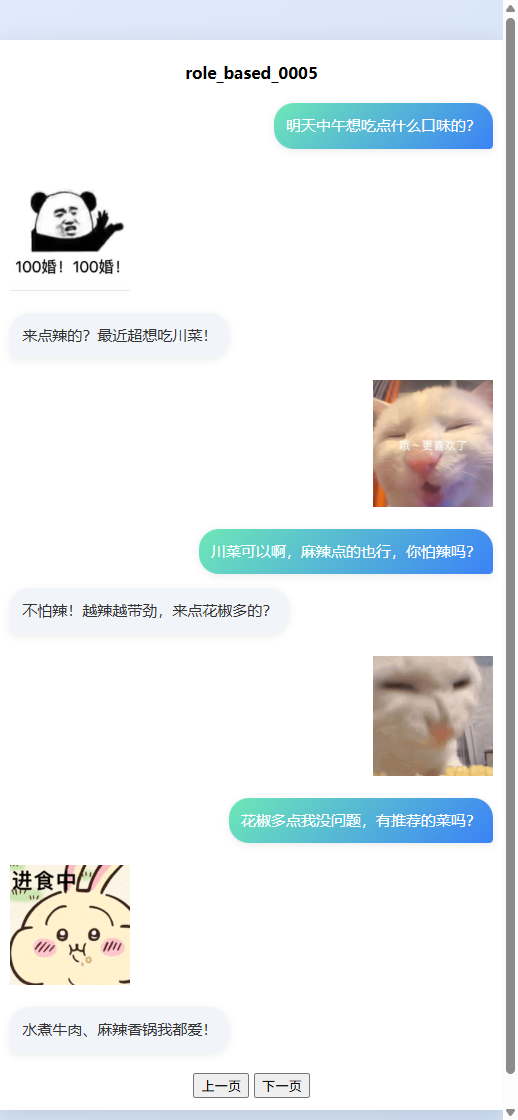 role_based_0005
明天中午想吃点什么口味的？
100婚！100婚！
来点辣的？最近超想吃川菜！
哦~更喜欢了
川菜可以啊，麻辣点的也行，你怕辣吗？
不怕辣！越辣越带劲，来点花椒多的？
花椒多点我没问题，有推荐的菜吗？
进食中
水煮牛肉、麻辣香锅我都爱！
上一页 下一页